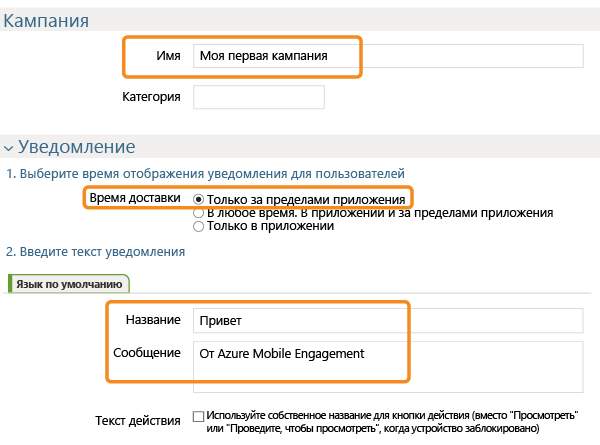 Кампания
Имя Моя первая кампания
Категория
Уведомление
1. Выберите время отображения уведомления для пользователей
Время доставки Только за пределами приложения
В любое время. В приложении и за пределами приложения
Только в приложении
2. Введите текст уведомления
Язык по умолчанию
Название Привет
Сообщение От Azure Mobile Engagement
Текст действия Используйте собственное название для кнопки действия (вместо "Просмотреть"
или "Проведите, чтобы просмотреть", когда устройство заблокировано)